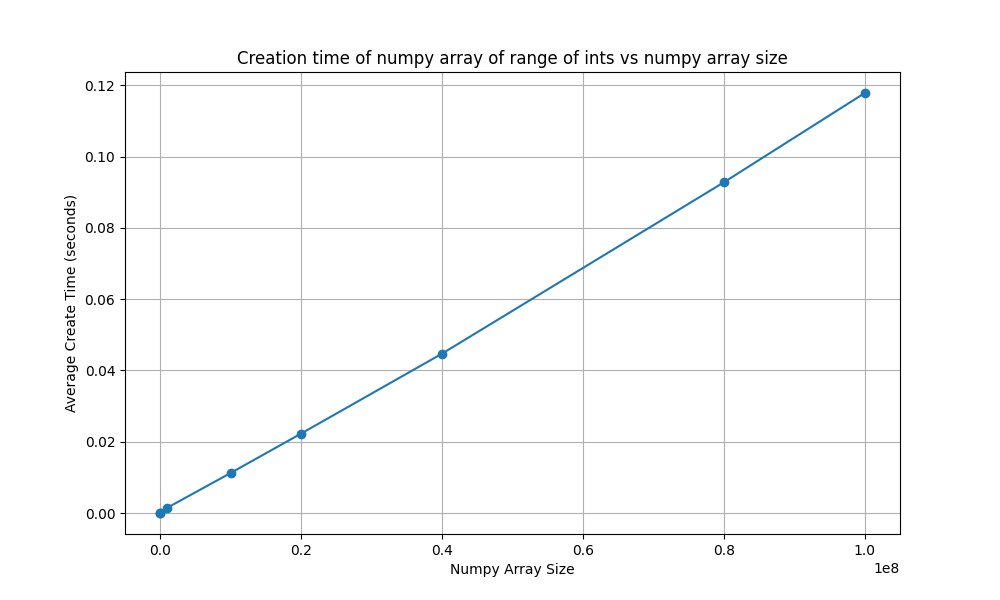 Creation time of numpy array of range of ints vs numpy array size
Average Create Time (seconds)
0.12
0.10
0.08
0.06
0.04
0.02
0.00
0.0 0.2 0.4 0.6 0.8 1.0
1e8
Numpy Array Size